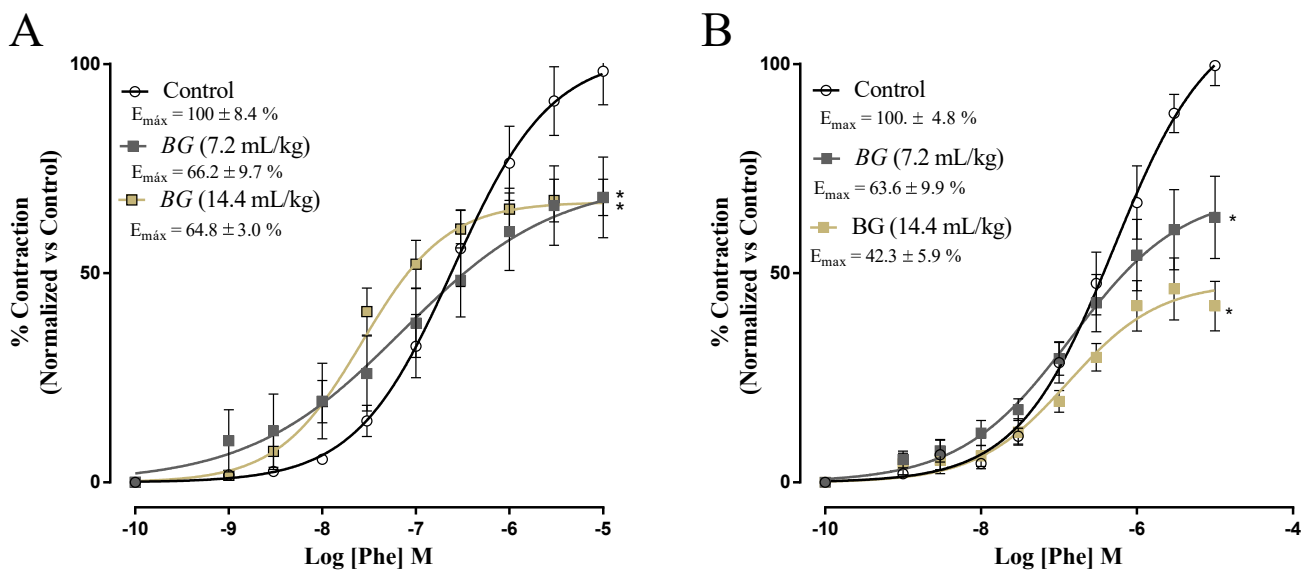 A
% Contraction
(Normalized vs Control)
100
50
0
Control
Emáx = 100 ± 8.4 %
BG (7.2 mL/kg)
Emáx = 66.2 ± 9.7 %
BG (14.4 mL/kg)
Emáx = 64.8 ± 3.0 %
*
*
-10
-9
-8
-7
-6
-5
Log [Phe] M
B
% Contraction
(Normalized vs Control)
100
50
0
Control
Emax = 100. ± 4.8 %
BG (7.2 mL/kg)
Emax = 63.6 ± 9.9 %
BG (14.4 mL/kg)
Emax = 42.3 ± 5.9 %
*
*
-10
-8
-6
-4
Log [Phe] M